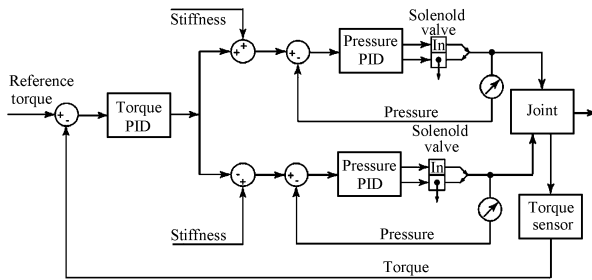 Stiffness
Solenold
valve
Pressure
PID
In
Reference
torque
Torque
PID
Pressure
Joint
Solenold
valve
Pressure
PID
In
Stiffness
Pressure
Torque
sensor
Torque